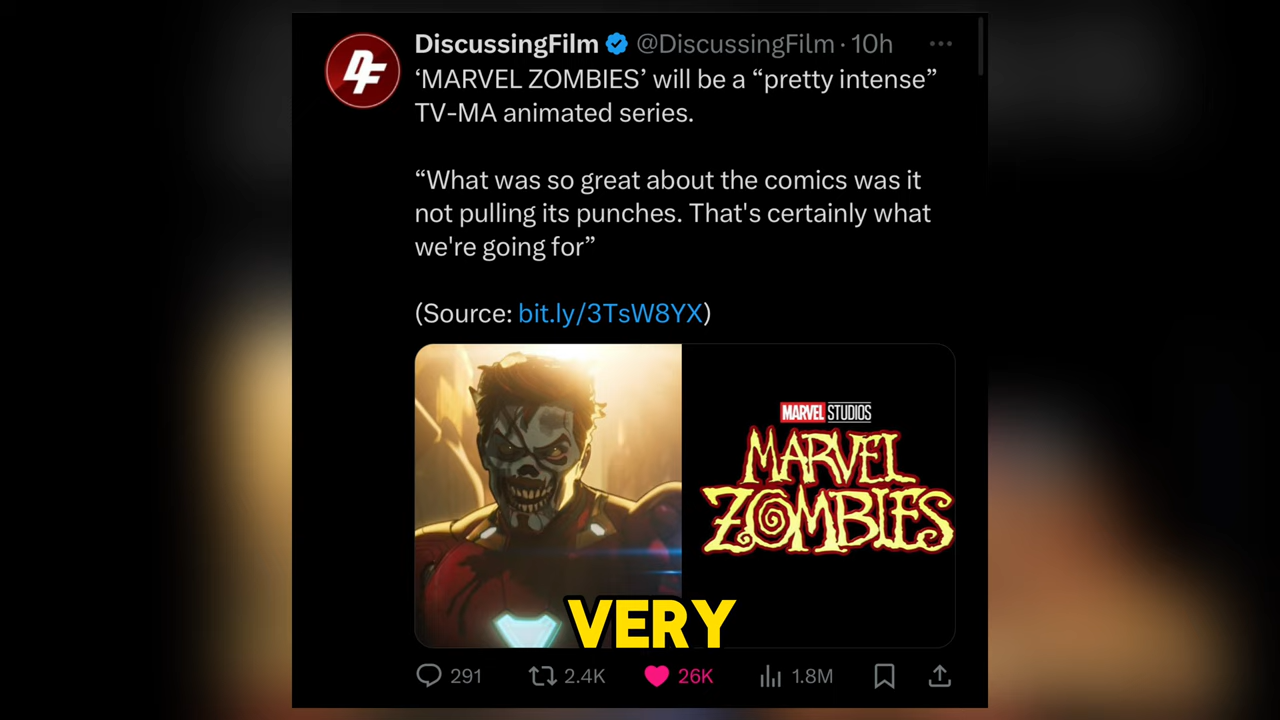 DF
DiscussingFilm @DiscussingFilm · 10h
‘MARVEL ZOMBIES’ will be a “pretty intense”
TV-MA animated series.
“What was so great about the comics was it
not pulling its punches. That's certainly what
we're going for”
(Source: bit.ly/3TsW8YX)
MARVEL STUDIOS
MARVEL
ZOMBIES
VERY
291 2.4K 26K 1.8M